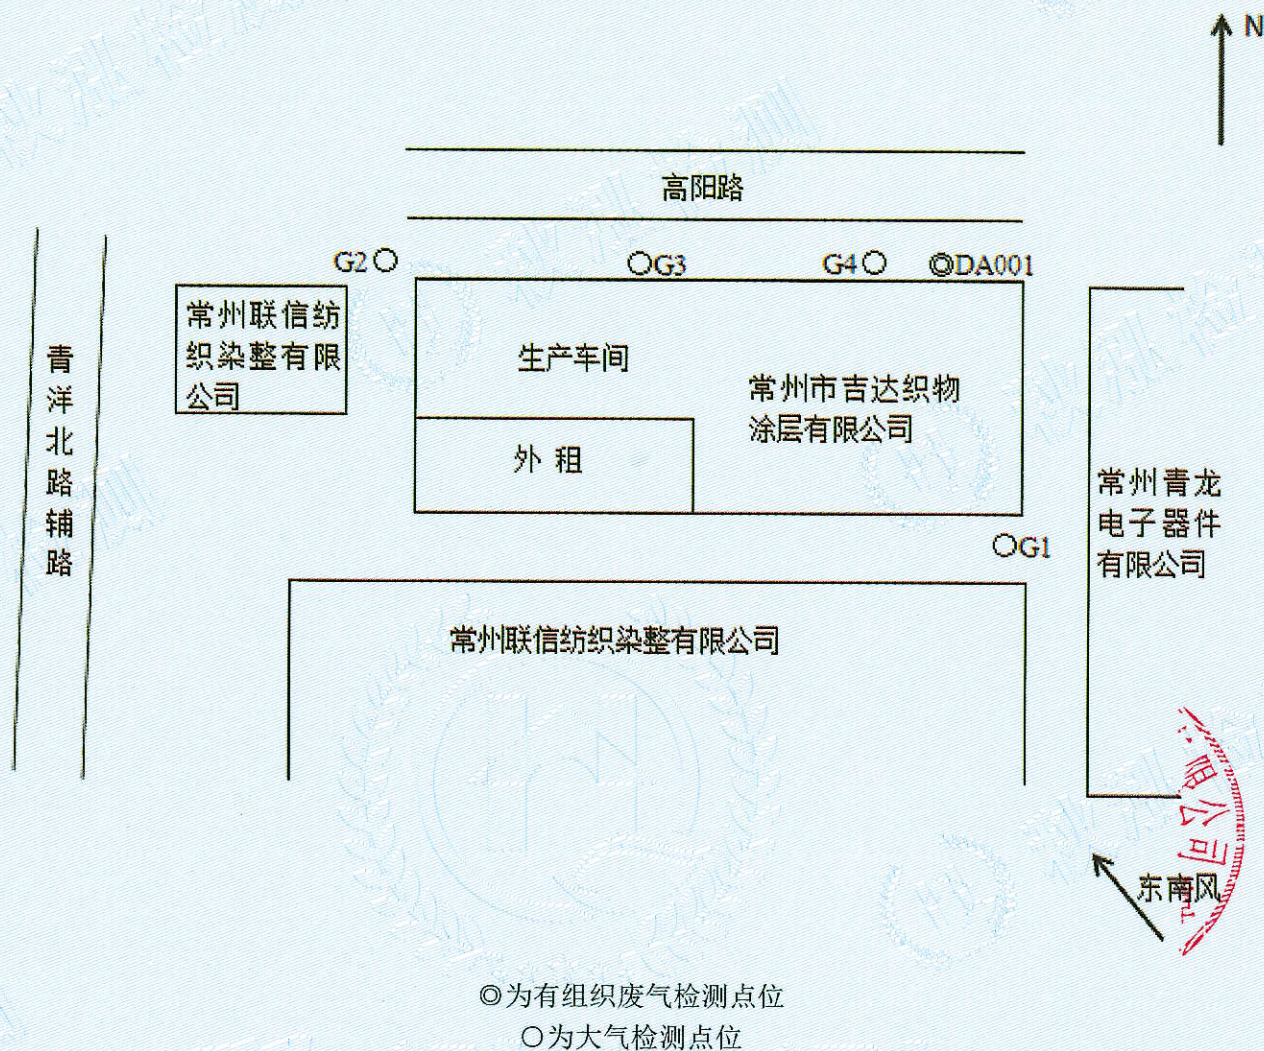 N
高阳路
G2
G3
G4
DA001
常州联信纺
织染整有限
公司
生产车间
常州市吉达织物
涂层有限公司
外 租
青洋北路辅路
G1
常州青龙
电子器件
有限公司
常州联信纺织染整有限公司
限公司
东南风
◎为有组织废气检测点位
○为大气检测点位